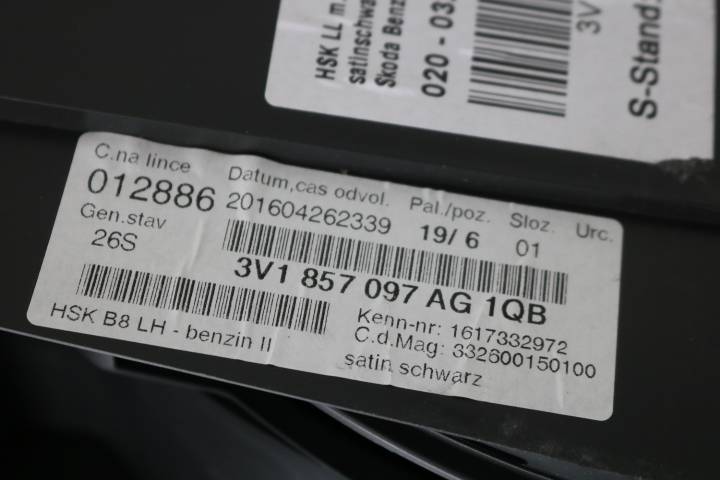 HSK LL m.
satinschwa
Skoda Benz
020 - 03.
3V
S-Stand:
C.na lince
Datum,cas odvol.
Pal./poz.
Sloz.
Urc.
012886
201604262339
19/ 6
01
Gen.stav
26S
3V1 857 097 AG 1QB
Kenn-nr: 1617332972
HSK B8 LH - benzin II
C.d.Mag: 332600150100
satin schwarz